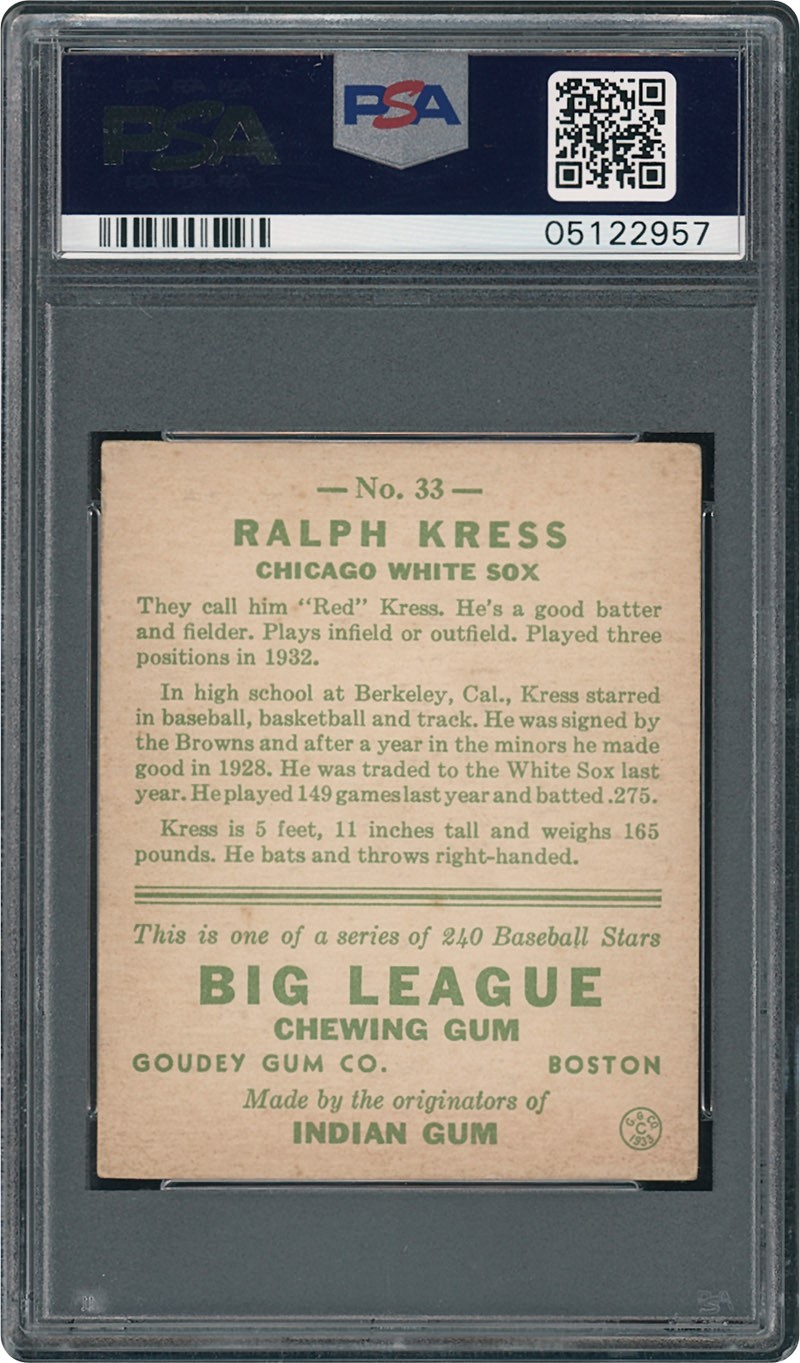 PSA
PSA
05122957
— No. 33 —
RALPH KRESS
CHICAGO WHITE SOX
They call him “Red” Kress. He’s a good batter
and fielder. Plays infield or outfield. Played three
positions in 1932.
In high school at Berkeley, Cal., Kress starred
in baseball, basketball and track. He was signed by
the Browns and after a year in the minors he made
good in 1928. He was traded to the White Sox last
year. He played 149 games last year and batted .275.
Kress is 5 feet, 11 inches tall and weighs 165
pounds. He bats and throws right-handed.
This is one of a series of 240 Baseball Stars
BIG LEAGUE
CHEWING GUM
GOUDEY GUM CO. BOSTON
Made by the originators of
INDIAN GUM
G. G. CO.
C
1933
PSA